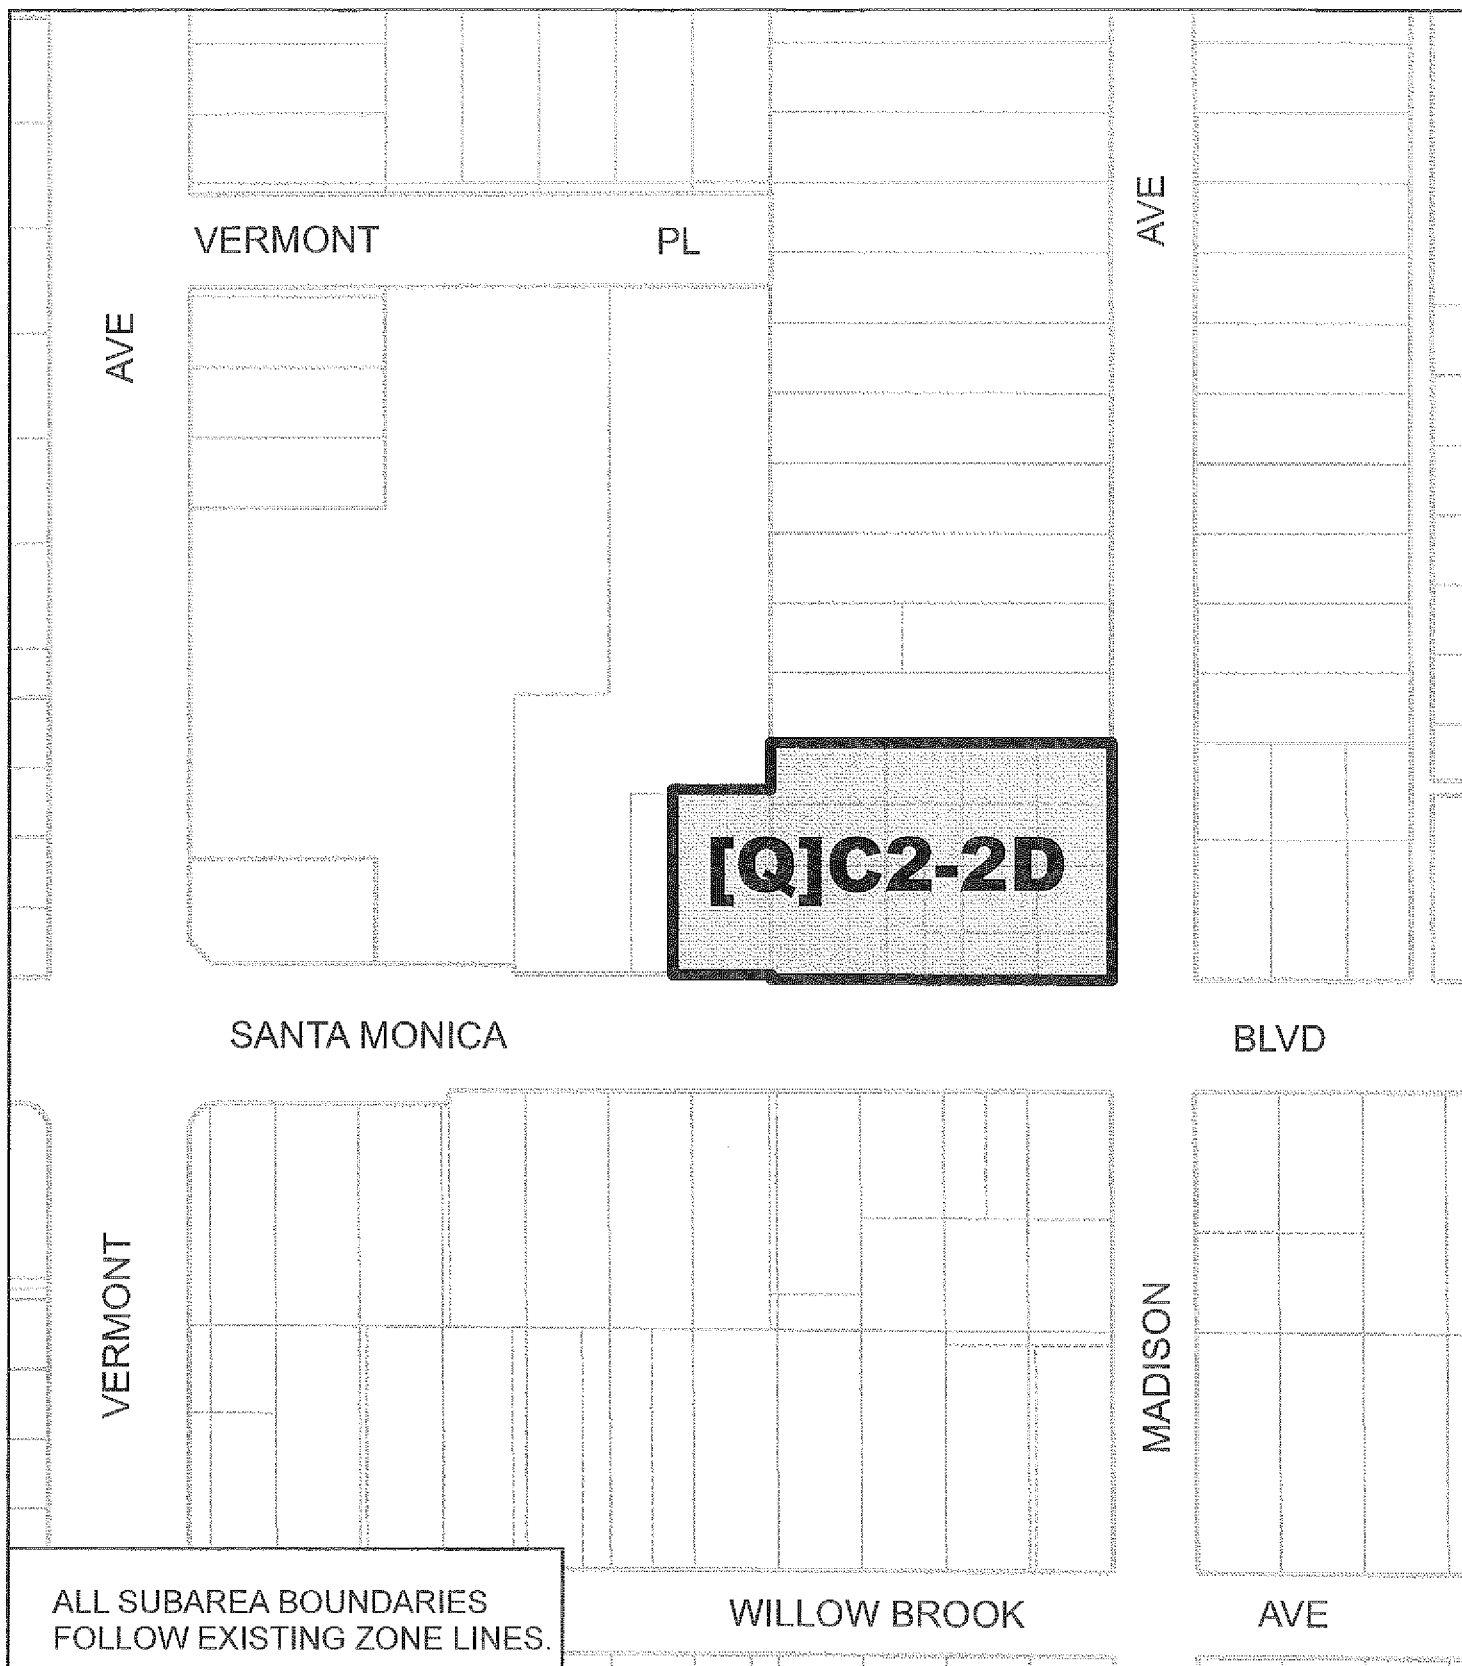 VERMONT PL
AVE
AVE
[Q]C2-2D
SANTA MONICA BLVD
VERMONT
MADISON
ALL SUBAREA BOUNDARIES
FOLLOW EXISTING ZONE LINES.
WILLOW BROOK AVE